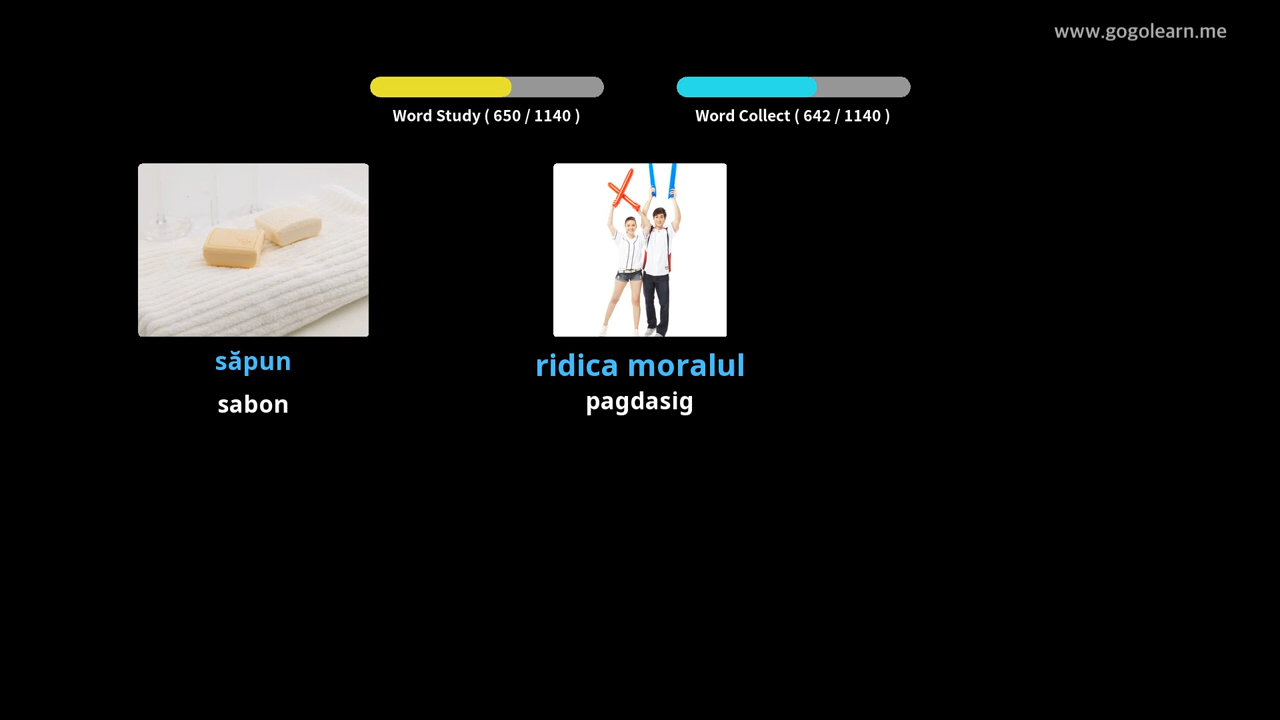 www.gogolearn.me
Word Study ( 650 / 1140 )
Word Collect ( 642 / 1140 )
săpun
sabon
ridica moralul
pagdasig